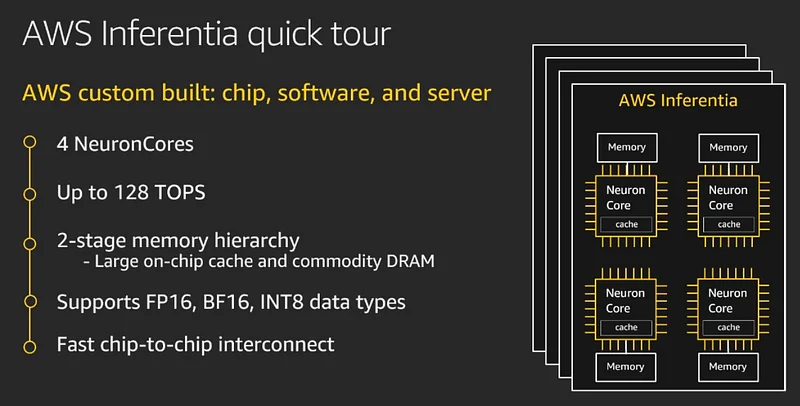 AWS Inferentia quick tour
AWS custom built: chip, software, and server
4 NeuronCores
Up to 128 TOPS
2-stage memory hierarchy
- Large on-chip cache and commodity DRAM
Supports FP16, BF16, INT8 data types
Fast chip-to-chip interconnect
AWS Inferentia
Memory
Memory
Neuron
Core
cache
Neuron
Core
cache
Neuron
Core
cache
Neuron
Core
cache
Memory
Memory